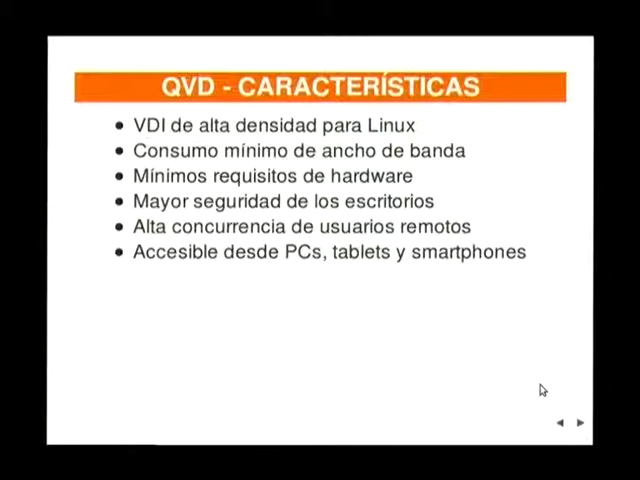 QVD - CARACTERÍSTICAS
VDI de alta densidad para Linux
Consumo mínimo de ancho de banda
Mínimos requisitos de hardware
Mayor seguridad de los escritorios
Alta concurrencia de usuarios remotos
Accesible desde PCs, tablets y smartphones